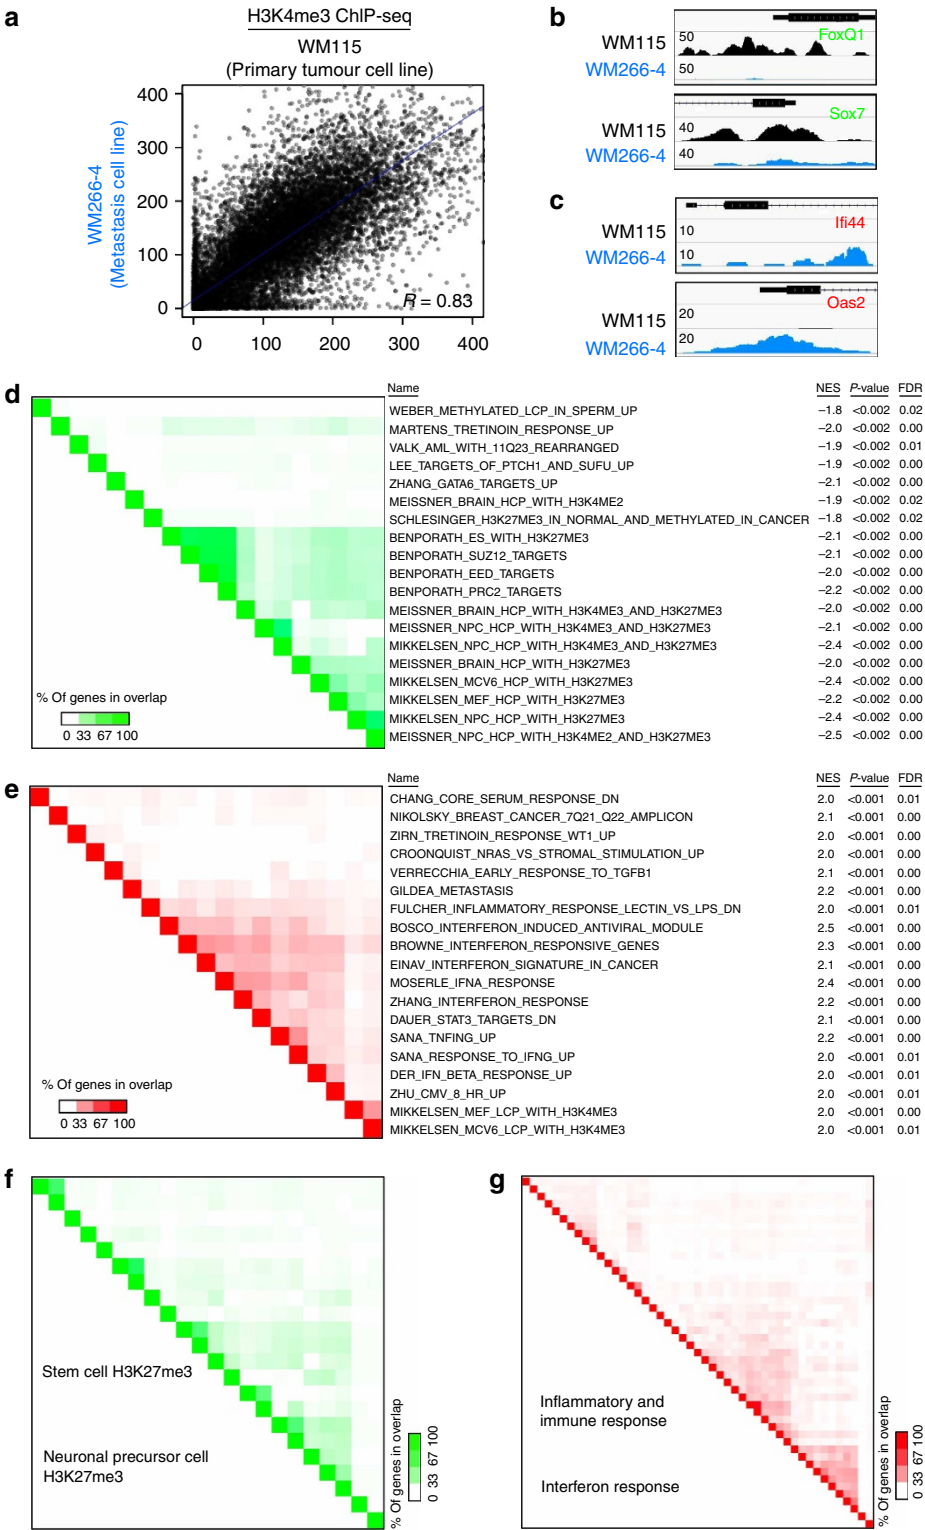 a
H3K4me3 ChIP-seq
WM115
(Primary tumour cell line)
WM266-4
(Metastasis cell line)
400
300
200
100
0
R = 0.83
0 100 200 300 400
b
FoxQ1
WM115 50
WM266-4 50
Sox7
WM115 40
WM266-4 40
c
Ifi44
WM115 10
WM266-4 10
Oas2
WM115 20
WM266-4 20
d
Name NES P-value FDR
WEBER_METHYLATED_LCP_IN_SPERM_UP −1.8 <0.002 0.02
MARTENS_TRETINOIN_RESPONSE_UP −2.0 <0.002 0.00
VALK_AML_WITH_11Q23_REARRANGED −1.9 <0.002 0.01
LEE_TARGETS_OF_PTCH1_AND_SUFU_UP −1.9 <0.002 0.00
ZHANG_GATA6_TARGETS_UP −2.1 <0.002 0.00
MEISSNER_BRAIN_HCP_WITH_H3K4ME2 −1.9 <0.002 0.02
SCHLESINGER_H3K27ME3_IN_NORMAL_AND_METHYLATED_IN_CANCER −1.8 <0.002 0.02
BENPORATH_ES_WITH_H3K27ME3 −2.1 <0.002 0.00
BENPORATH_SUZ12_TARGETS −2.1 <0.002 0.00
BENPORATH_EED_TARGETS −2.0 <0.002 0.00
BENPORATH_PRC2_TARGETS −2.2 <0.002 0.00
MEISSNER_BRAIN_HCP_WITH_H3K4ME3_AND_H3K27ME3 −2.0 <0.002 0.00
MEISSNER_NPC_HCP_WITH_H3K4ME3_AND_H3K27ME3 −2.1 <0.002 0.00
MIKKELSEN_NPC_HCP_WITH_H3K4ME3_AND_H3K27ME3 −2.4 <0.002 0.00
MEISSNER_BRAIN_HCP_WITH_H3K27ME3 −2.0 <0.002 0.00
MIKKELSEN_MCV6_HCP_WITH_H3K27ME3 −2.4 <0.002 0.00
MIKKELSEN_MEF_HCP_WITH_H3K27ME3 −2.2 <0.002 0.00
MIKKELSEN_NPC_HCP_WITH_H3K27ME3 −2.4 <0.002 0.00
MEISSNER_NPC_HCP_WITH_H3K4ME2_AND_H3K27ME3 −2.5 <0.002 0.00
% Of genes in overlap
0 33 67 100
e
Name NES P-value FDR
CHANG_CORE_SERUM_RESPONSE_DN 2.0 <0.001 0.01
NIKOLSKY_BREAST_CANCER_7Q21_Q22_AMPLICON 2.1 <0.001 0.00
ZIRN_TRETINOIN_RESPONSE_WT1_UP 2.0 <0.001 0.00
CROONQUIST_NRAS_VS_STROMAL_STIMULATION_UP 2.0 <0.001 0.00
VERRECCHIA_EARLY_RESPONSE_TO_TGFB1 2.1 <0.001 0.00
GILDEA_METASTASIS 2.2 <0.001 0.00
FULCHER_INFLAMMATORY_RESPONSE_LECTIN_VS_LPS_DN 2.0 <0.001 0.01
BOSCO_INTERFERON_INDUCED_ANTIVIRAL_MODULE 2.5 <0.001 0.00
BROWNE_INTERFERON_RESPONSIVE_GENES 2.3 <0.001 0.00
EINAV_INTERFERON_SIGNATURE_IN_CANCER 2.1 <0.001 0.00
MOSERLE_IFNA_RESPONSE 2.4 <0.001 0.00
ZHANG_INTERFERON_RESPONSE 2.2 <0.001 0.00
DAUER_STAT3_TARGETS_DN 2.1 <0.001 0.00
SANA_TNFING_UP 2.2 <0.001 0.00
SANA_RESPONSE_TO_IFNG_UP 2.0 <0.001 0.01
DER_IFN_BETA_RESPONSE_UP 2.0 <0.001 0.01
ZHU_CMV_8_HR_UP 2.0 <0.001 0.01
MIKKELSEN_MEF_LCP_WITH_H3K4ME3 2.0 <0.001 0.00
MIKKELSEN_MCV6_LCP_WITH_H3K4ME3 2.0 <0.001 0.01
% Of genes in overlap
0 33 67 100
f
Stem cell H3K27me3
Neuronal precursor cell
H3K27me3
% Of genes in overlap
0 33 67 100
g
Inflammatory and
immune response
Interferon response
% Of genes in overlap
0 33 67 100